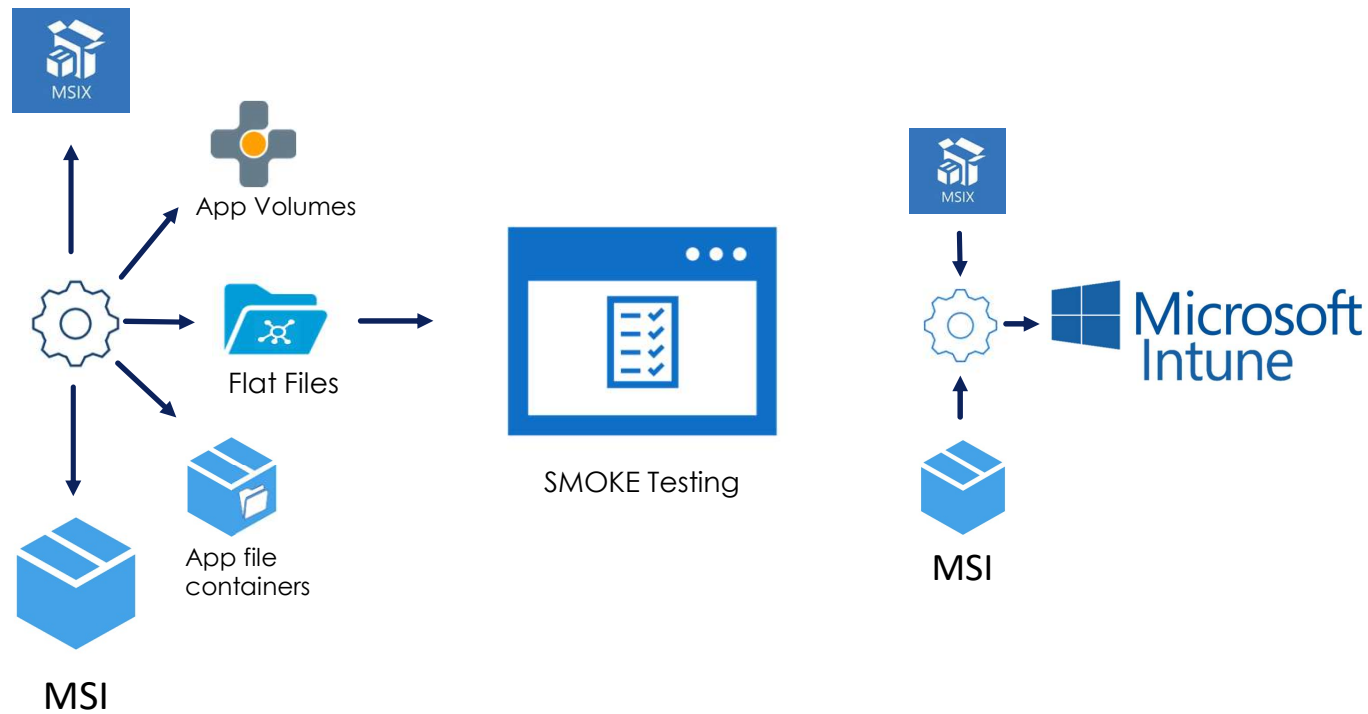 MSIX
App Volumes
Flat Files
App file
containers
MSI
SMOKE Testing
MSIX
Microsoft
Intune
MSI